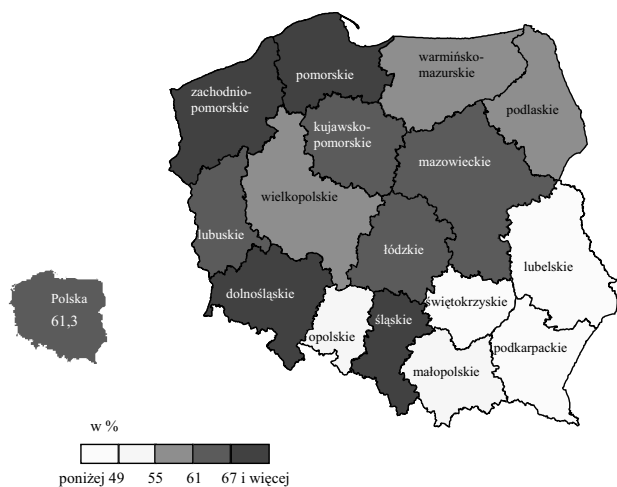 pomorskie
warmińsko-
mazurskie
zachodnio-
pomorskie
podlaskie
kujawsko-
pomorskie
mazowieckie
wielkopolskie
lubuskie
łódzkie
lubelskie
Polska
61,3
dolnośląskie
świętokrzyskie
śląskie
opolskie
podkarpackie
małopolskie
w %
poniżej 49 55 61 67 i więcej